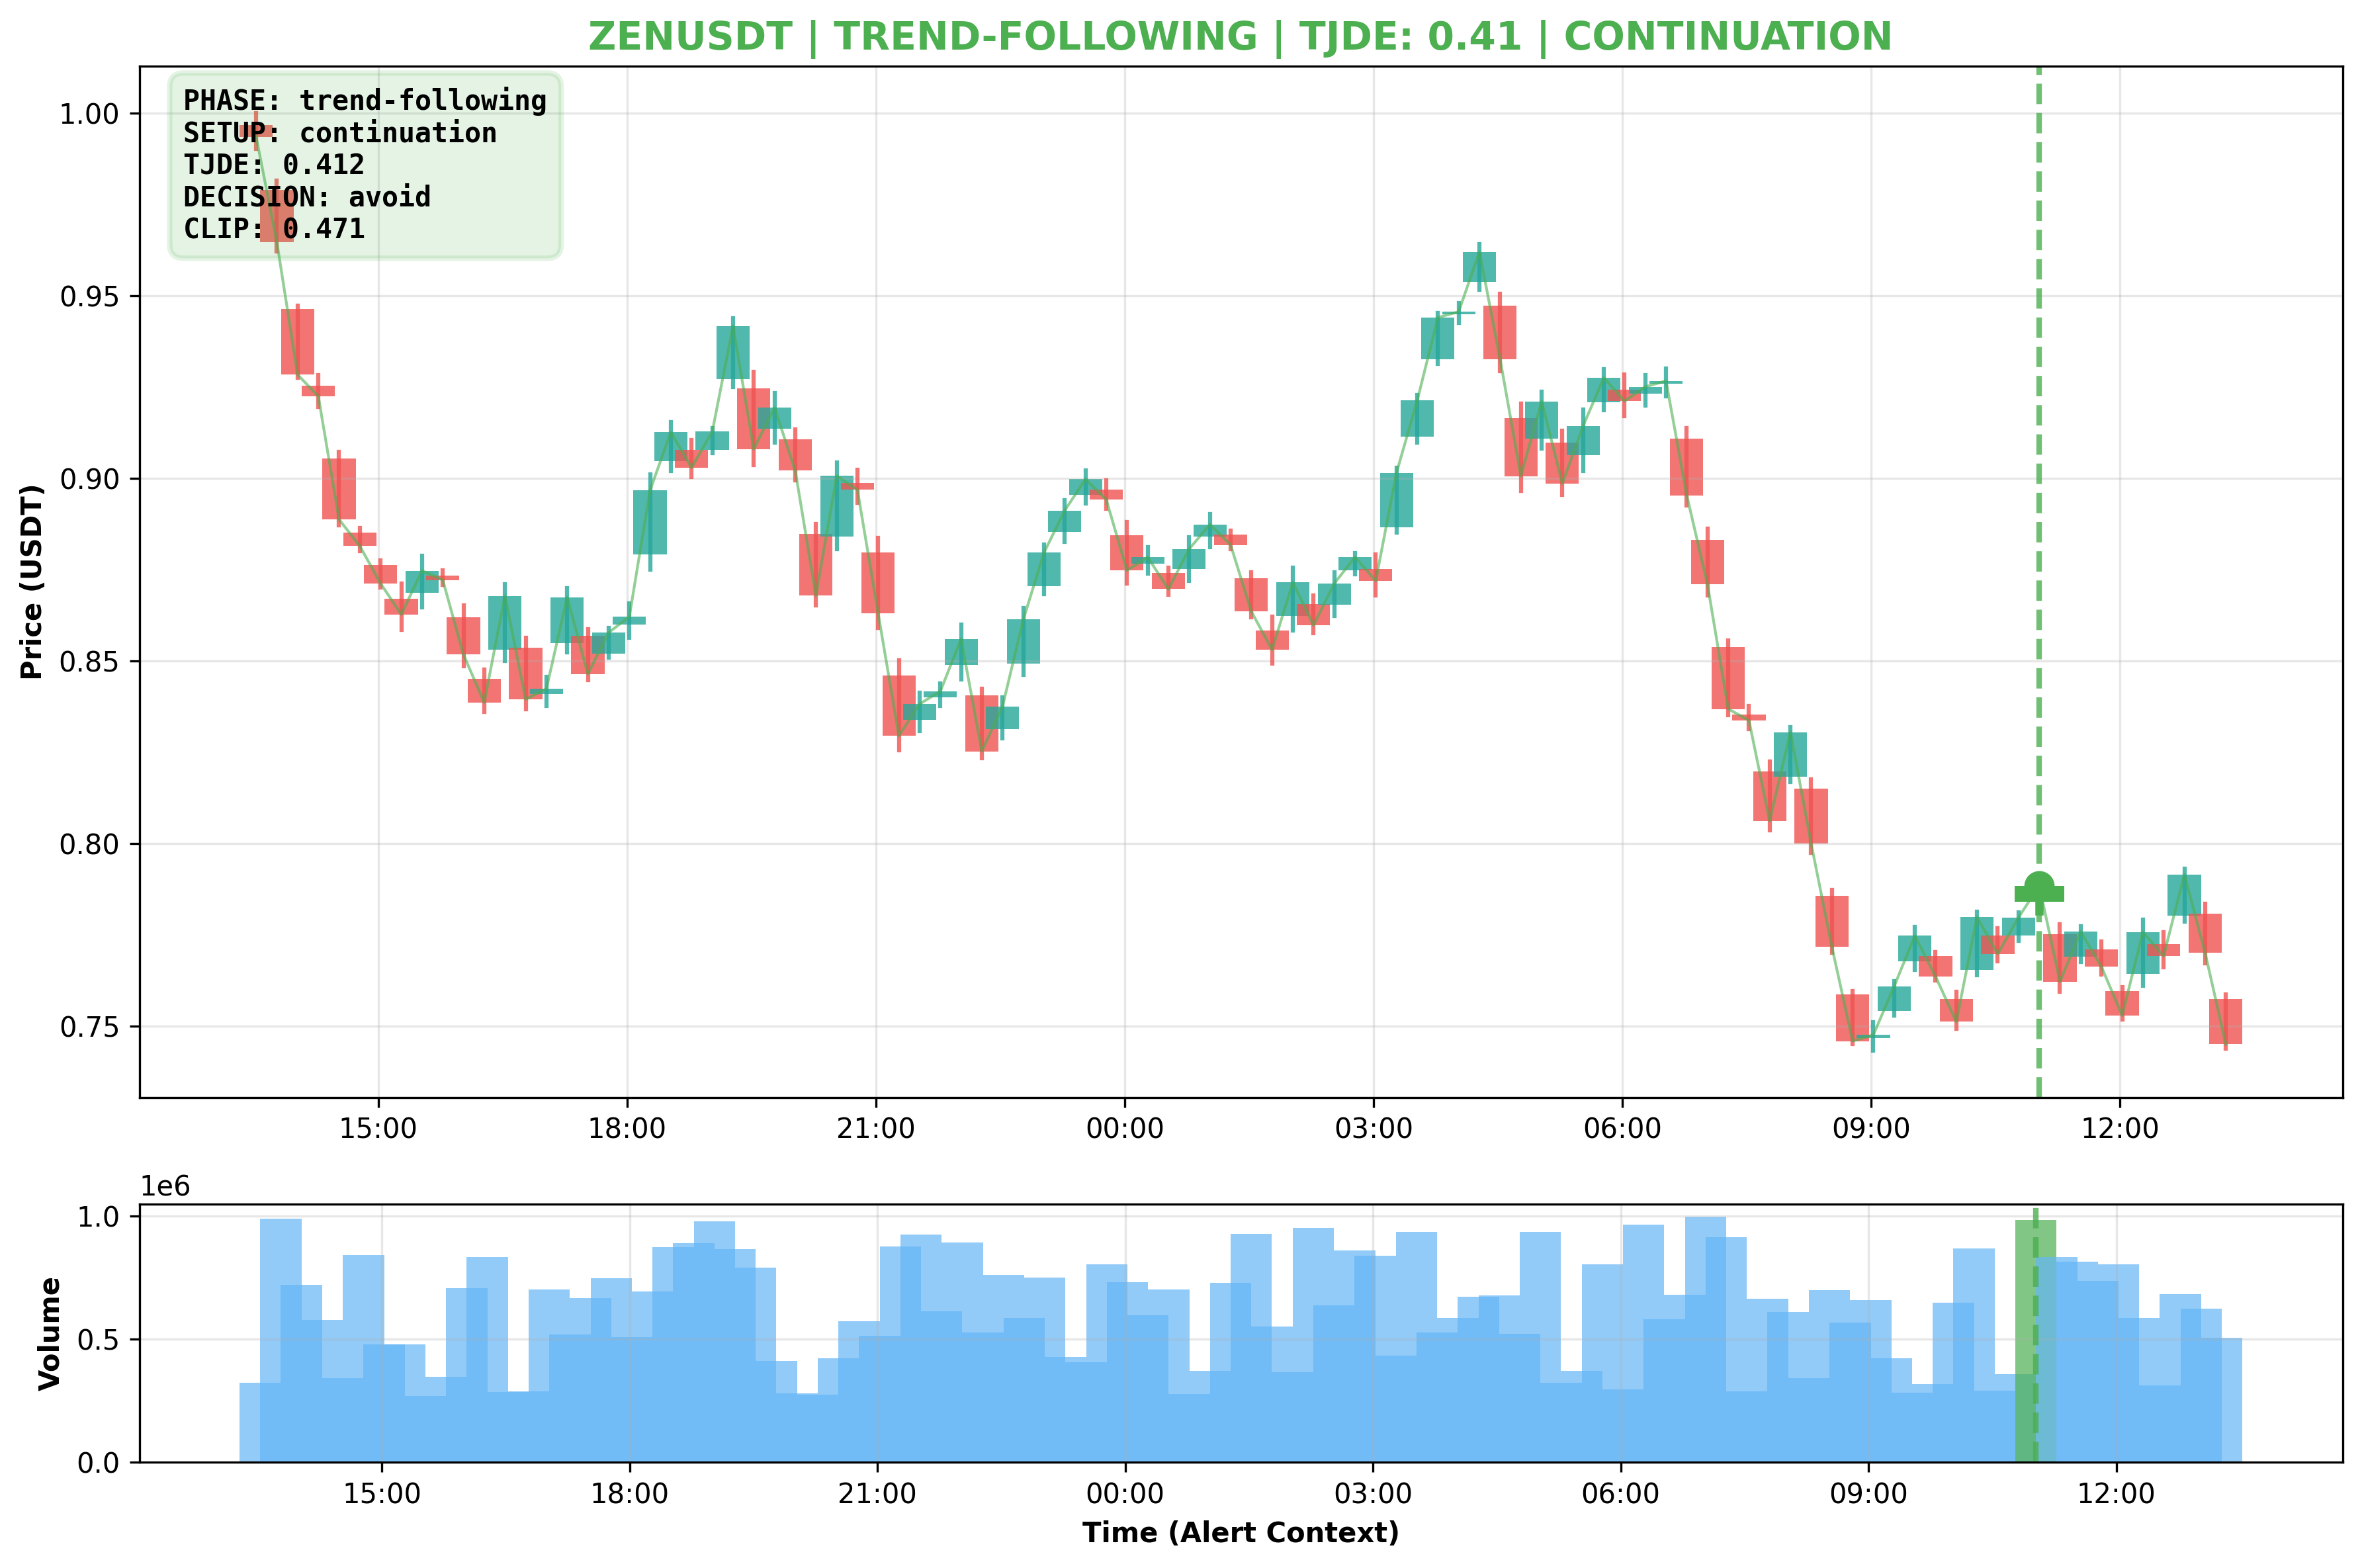 ZENUSDT | TREND-FOLLOWING | TJDE: 0.41 | CONTINUATION
PHASE: trend-following
SETUP: continuation
TJDE: 0.412
DECISION: avoid
CLIP: 0.471
Price (USDT)
1.00
0.95
0.90
0.85
0.80
0.75
15:00
18:00
21:00
00:00
03:00
06:00
09:00
12:00
1e6
Volume
1.0
0.5
0.0
15:00
18:00
21:00
00:00
03:00
06:00
09:00
12:00
Time (Alert Context)